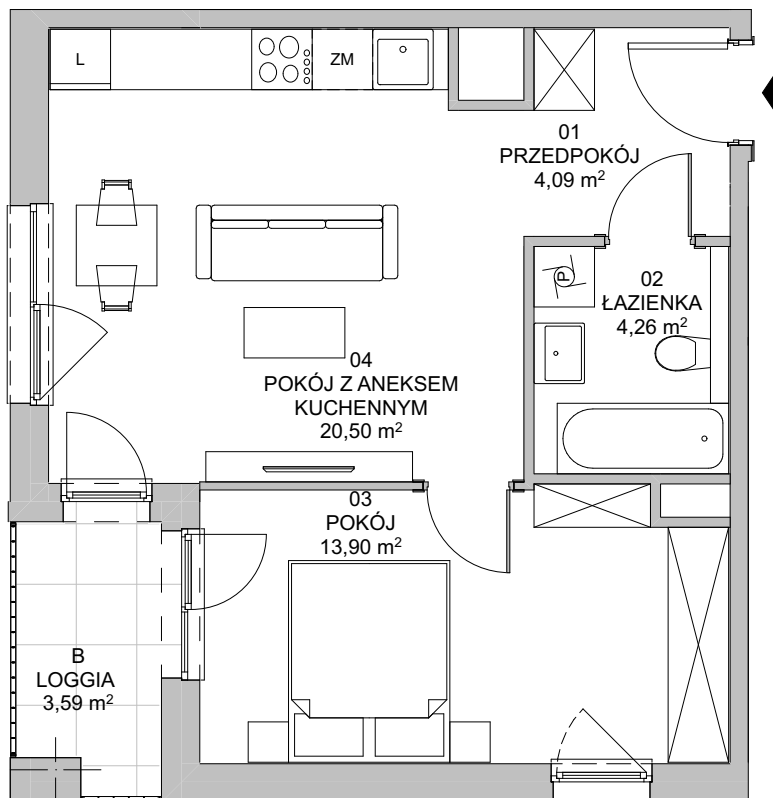 L
ZM
01
PRZEDPOKÓJ
4,09 m²
P
02
ŁAZIENKA
4,26 m²
04
POKÓJ Z ANEKSEM
KUCHENNYM
20,50 m²
03
POKÓJ
13,90 m²
B
LOGGIA
3,59 m²